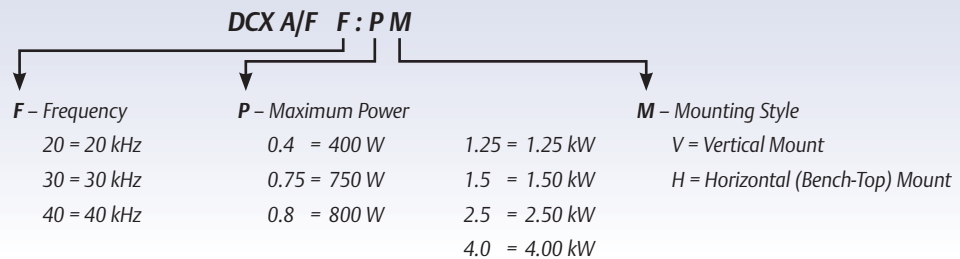 DCX A/F F : P M
F – Frequency
20 = 20 kHz
30 = 30 kHz
40 = 40 kHz
P – Maximum Power
0.4 = 400 W
0.75 = 750 W
0.8 = 800 W
1.25 = 1.25 kW
1.5 = 1.50 kW
2.5 = 2.50 kW
4.0 = 4.00 kW
M – Mounting Style
V = Vertical Mount
H = Horizontal (Bench-Top) Mount